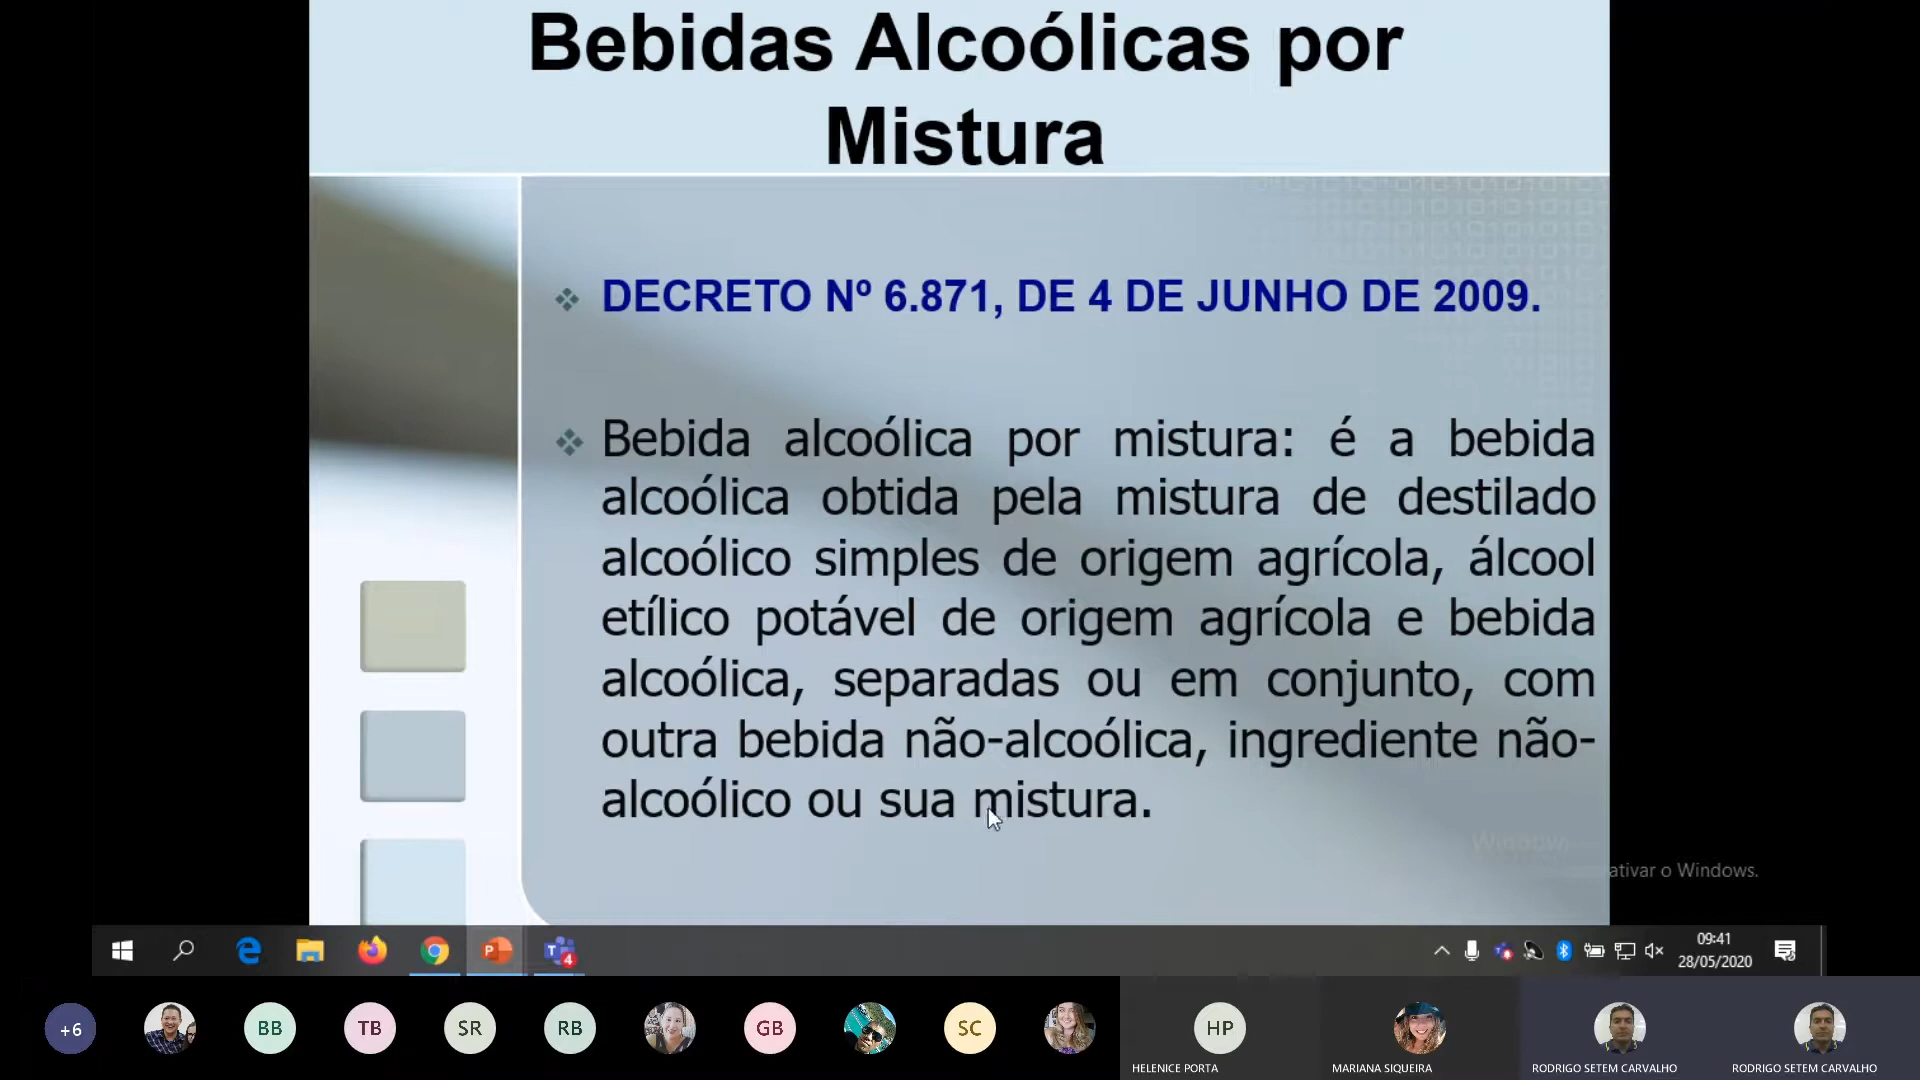 Bebidas Alcoólicas por
Mistura
DECRETO Nº 6.871, DE 4 DE JUNHO DE 2009.
Bebida alcoólica por mistura: é a bebida
alcoólica obtida pela mistura de destilado
alcoólico simples de origem agrícola, álcool
etílico potável de origem agrícola e bebida
alcoólica, separadas ou em conjunto, com
outra bebida não-alcoólica, ingrediente não-
alcoólico ou sua mistura.
Windows
ativar o Windows.
4
09:41
28/05/2020
+6
BB
TB
SR
RB
GB
SC
HP
HELENICE PORTA
MARIANA SIQUEIRA
RODRIGO SETEM CARVALHO
RODRIGO SETEM CARVALHO